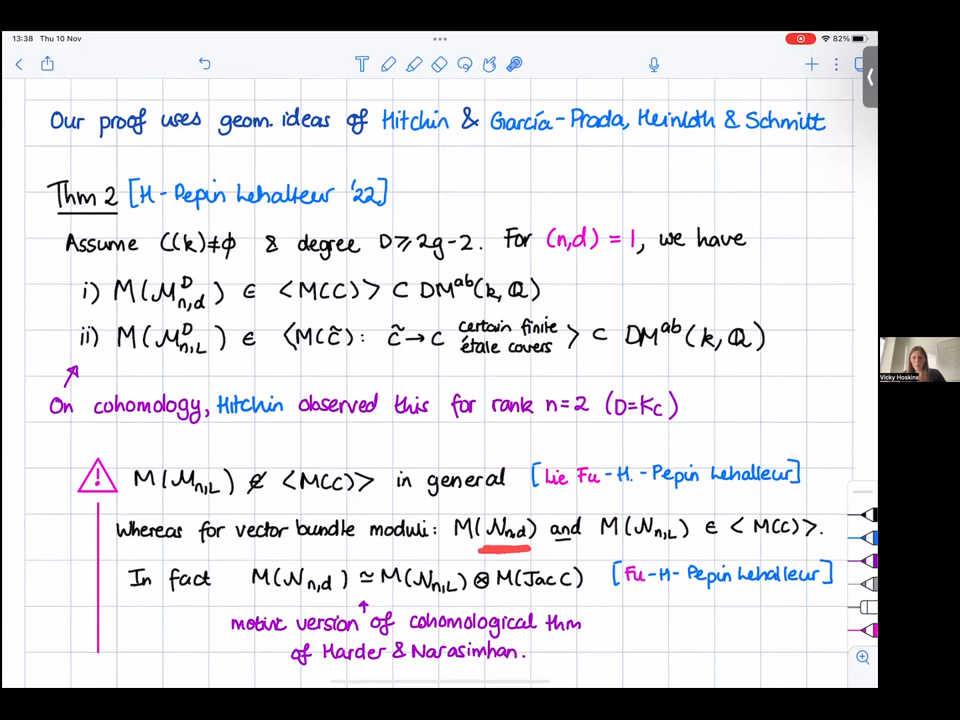 13:38 Thu 10 Nov
82%
Our proof uses geom. ideas of Hitchin & García-Prada, Heinloth & Schmitt
Thm 2 [H-Pepin Lehalleur '22]
Assume C(k)≠∅ & degree D≥2g-2. For (n,d)=1, we have
i) M(M^D_{n,d}) ∈ <M(C)> ⊂ DM^{ab}(k,Q)
ii) M(M^D_{n,L}) ∈ <M(C̃): C̃→C certain finite étale covers> ⊂ DM^{ab}(k,Q)
On cohomology, Hitchin observed this for rank n=2 (D=K_C)
! M(M_{n,L}) ∉ <M(C)> in general [Lie Fu-H.-Pepin Lehalleur]
Whereas for vector bundle moduli: M(N_{n,d}) and M(N_{n,L}) ∈ <M(C)>.
In fact M(N_{n,d}) ≃ M(N_{n,L}) ⊗ M(Jac C) [Fu-H-Pepin Lehalleur]
motivic version of cohomological thm
of Harder & Narasimhan.
Vicky Hoskins